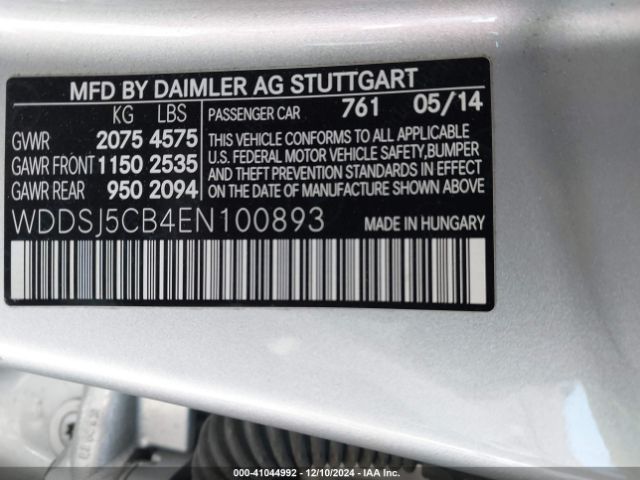 MFD BY DAIMLER AG STUTTGART
KG LBS
GVWR 2075 4575
GAWR FRONT 1150 2535
GAWR REAR 950 2094
PASSENGER CAR 761 05/14
THIS VEHICLE CONFORMS TO ALL APPLICABLE
U.S. FEDERAL MOTOR VEHICLE SAFETY, BUMPER
AND THEFT PREVENTION STANDARDS IN EFFECT
ON THE DATE OF MANUFACTURE SHOWN ABOVE.
WDDSJ5CB4EN100893 MADE IN HUNGARY
000-41044992 - 12/10/2024 - IAA Inc.